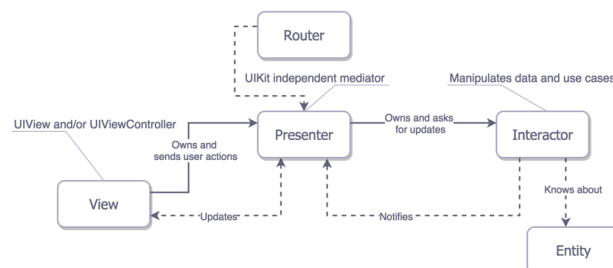 Router
UIKit independent mediator
Manipulates data and use cases
UIView and/or UIViewController
Owns and
sends user actions
Presenter
Owns and asks
for updates
Interactor
View
Updates
Notifies
Knows about
Entity